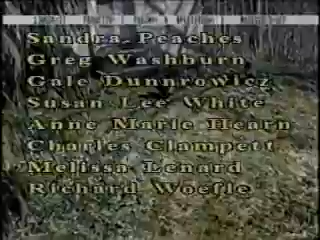 Sandra Peaches
Greg Washburn
Gale Dunnrowicz
Susan Lee White
Anne Marie Hearn
Charles Clampett
Melissa Lenard
Richard Woefle